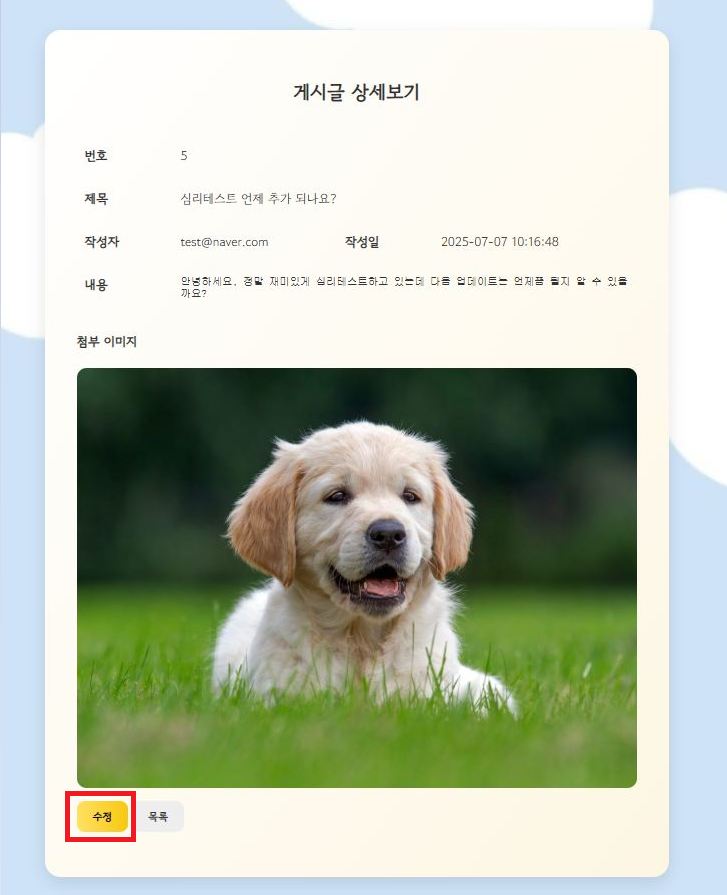 게시글 상세보기
번호 5
제목 심리테스트 언제 추가 되나요?
작성자 test@naver.com 작성일 2025-07-07 10:16:48
내용 안녕하세요, 정말 재미있게 심리테스트하고 있는데 다음 업데이트는 언제쯤 될지 알 수 있을
까요?
첨부 이미지
수정 목록